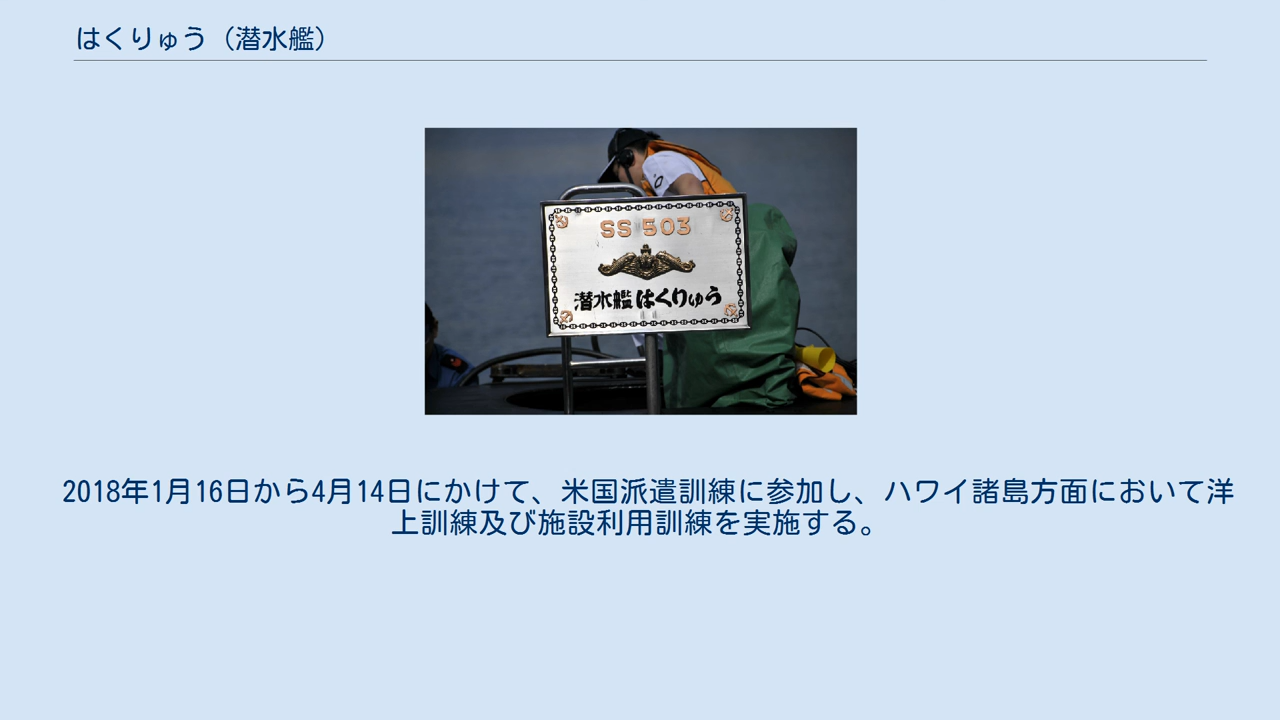 はくりゅう（潜水艦）
SS 503
潜水艦 はくりゅう
2018年1月16日から4月14日にかけて、米国派遣訓練に参加し、ハワイ諸島方面において洋
上訓練及び施設利用訓練を実施する。